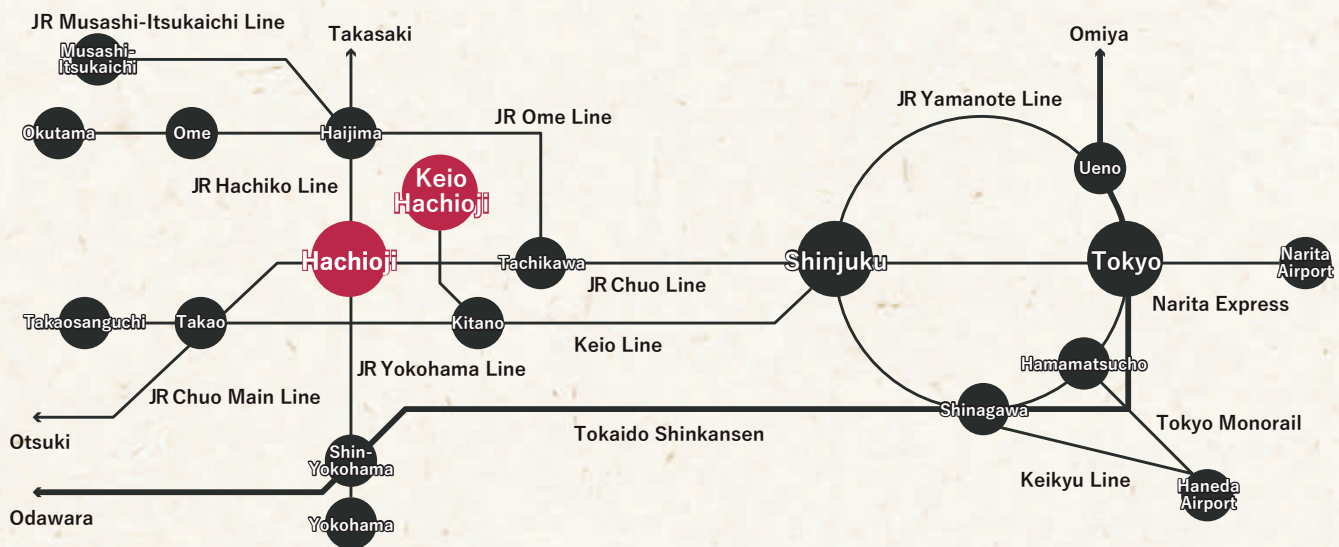 JR Musashi-Itsukaichi Line
Takasaki
Omiya
Musashi-
Itsukaichi
JR Yamanote Line
JR Ome Line
Okutama
Ome
Haijima
Ueno
JR Hachiko Line
Keio
Hachioji
Hachioji
Tachikawa
Shinjuku
Tokyo
Narita
Airport
JR Chuo Line
Narita Express
Takaosanguchi
Takao
Kitano
Keio Line
JR Yokohama Line
Hamamatsucho
JR Chuo Main Line
Shinagawa
Otsuki
Tokaido Shinkansen
Tokyo Monorail
Shin-
Yokohama
Keikyu Line
Haneda
Airport
Odawara
Yokohama